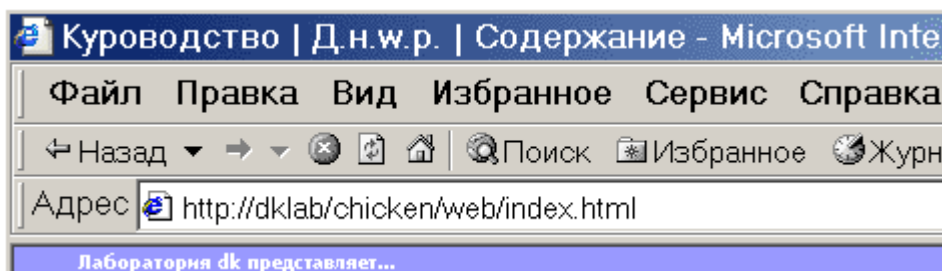 Куроводство | Д.н.w.р. | Содержание - Microsoft Inte
Файл Правка Вид Избранное Сервис Справка
Назад Поиск Избранное Журн
Адрес http://dklab/chicken/web/index.html
Лаборатория dk представляет...